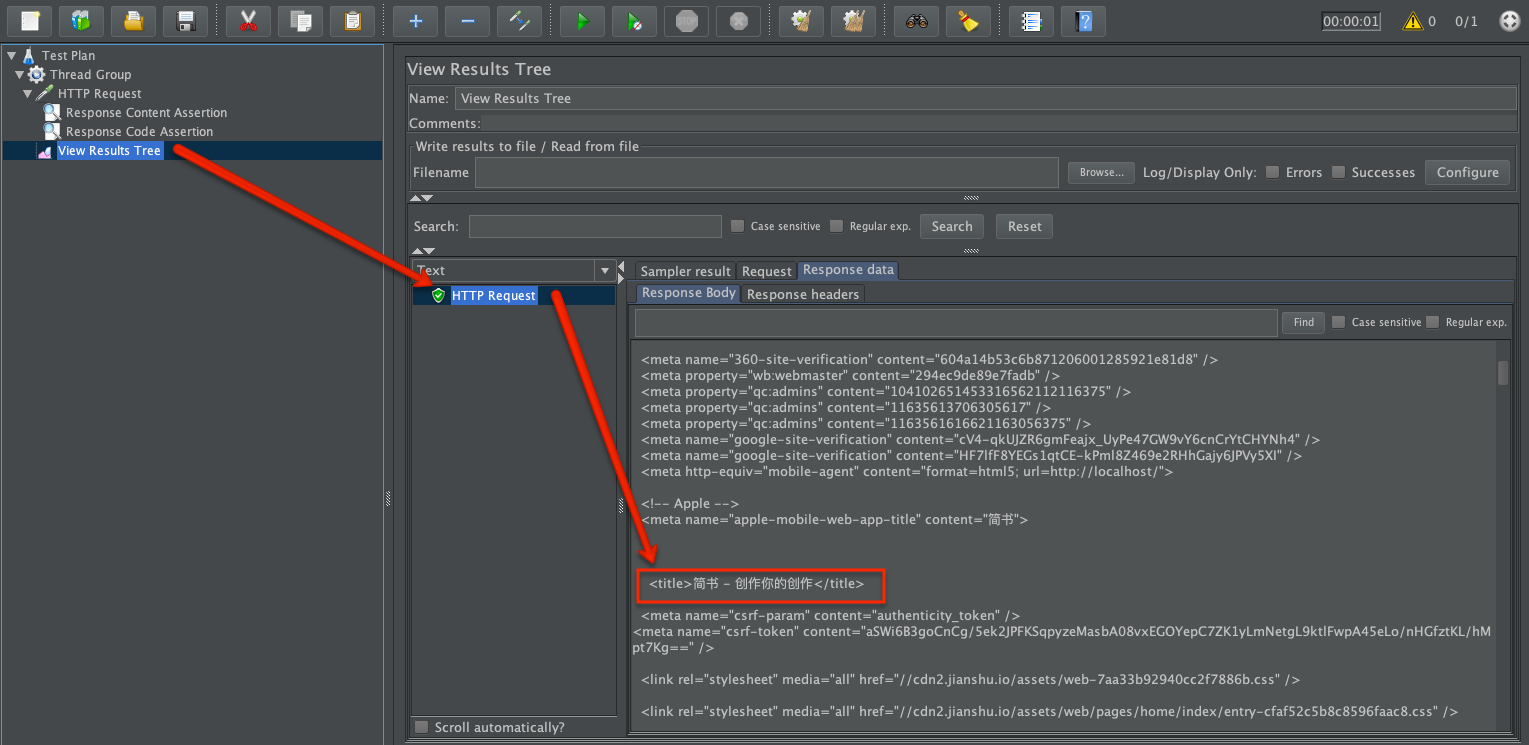 00:00:01 0 0/1
Test Plan
Thread Group
HTTP Request
Response Content Assertion
Response Code Assertion
View Results Tree
View Results Tree
Name: View Results Tree
Comments:
Write results to file / Read from file
Filename Browse... Log/Display Only: Errors Successes Configure
Search: Case sensitive Regular exp. Search Reset
Text
HTTP Request
Scroll automatically?
Sampler result Request Response data
Response Body Response headers
Find Case sensitive Regular exp.
<meta name="360-site-verification" content="604a14b53c6b871206001285921e81d8" />
<meta property="wb:webmaster" content="294ec9de89e7fadb" />
<meta property="qc:admins" content="104102651453316562112116375" />
<meta property="qc:admins" content="11635613706305617" />
<meta property="qc:admins" content="1163561616621163056375" />
<meta name="google-site-verification" content="cV4-qkUJZR6gmFeajx_UyPe47GW9vY6cnCrYtCHYNh4" />
<meta name="google-site-verification" content="HF7lfF8YEGs1qtCE-kPml8Z469e2RHhGajy6JPVy5XI" />
<meta http-equiv="mobile-agent" content="format=html5; url=http://localhost/">
<!-- Apple -->
<meta name="apple-mobile-web-app-title" content="简书">
<title>简书 - 创作你的创作</title>
<meta name="csrf-param" content="authenticity_token" />
<meta name="csrf-token" content="aSWi6B3goCnCg/5ek2JPFKSqpyzeMasbA08vxEGOYepC7ZK1yLmNetgL9ktlFwpA45eLo/nHGfztKL/hM
pt7Kg==" />
<link rel="stylesheet" media="all" href="//cdn2.jianshu.io/assets/web-7aa33b92940cc2f7886b.css" />
<link rel="stylesheet" media="all" href="//cdn2.jianshu.io/assets/web/pages/home/index/entry-cfaf52c5b8c8596faac8.css" />